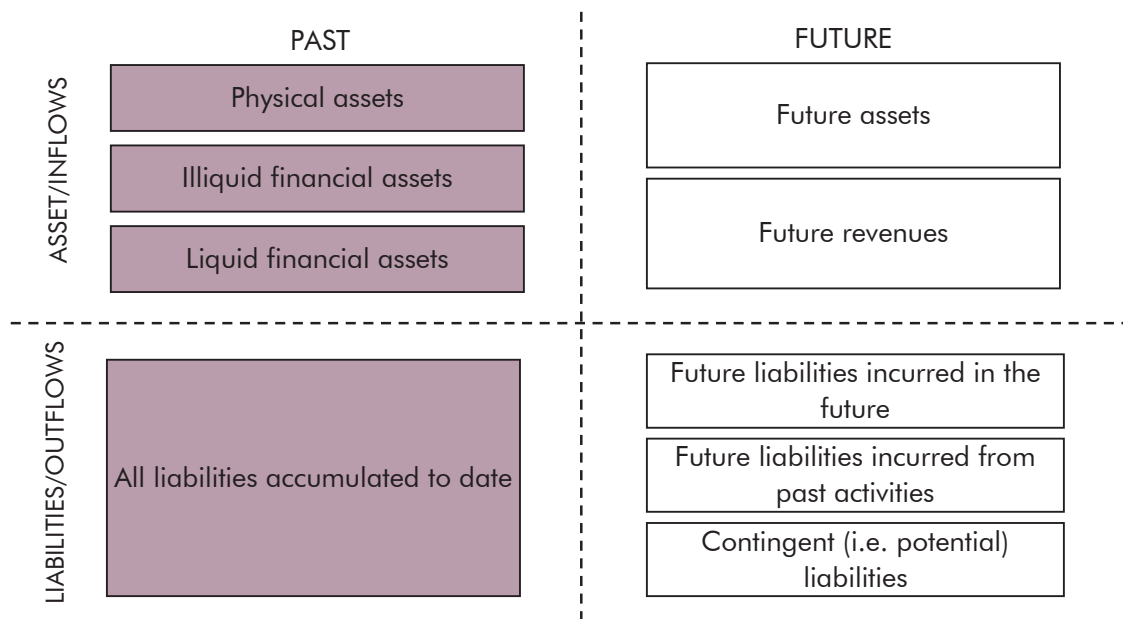 PAST
FUTURE
ASSET/INFLOWS
Physical assets
Illiquid financial assets
Liquid financial assets
Future assets
Future revenues
LIABILITIES/OUTFLOWS
All liabilities accumulated to date
Future liabilities incurred in the
future
Future liabilities incurred from
past activities
Contingent (i.e. potential)
liabilities